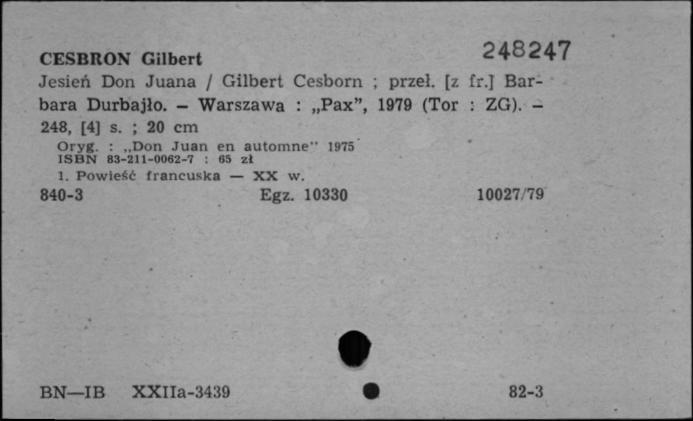 CESBRON Gilbert 248247
Jesień Don Juana / Gilbert Cesborn ; przeł. [z fr.] Bar-
bara Durbajło. — Warszawa : „Pax”, 1979 (Tor : ZG). —
248, [4] s. ; 20 cm
Oryg. : „Don Juan en automne” 1975
ISBN 83-211-0062-7 : 65 zł
1. Powieść francuska — XX w.
840-3 Egz. 10330 10027/79
BN—IB XXIIa-3439 82-3